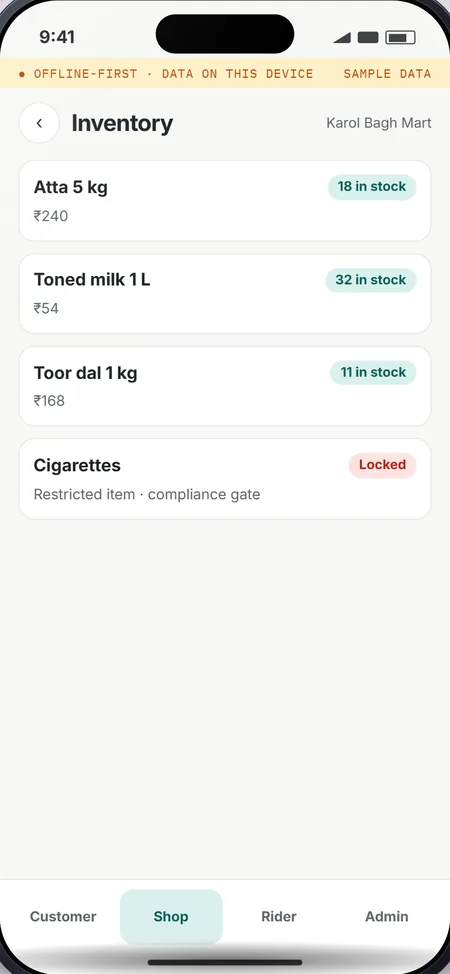 9:41
● OFFLINE-FIRST · DATA ON THIS DEVICE SAMPLE DATA
‹ Inventory Karol Bagh Mart
Atta 5 kg 18 in stock
₹240
Toned milk 1 L 32 in stock
₹54
Toor dal 1 kg 11 in stock
₹168
Cigarettes Locked
Restricted item · compliance gate
Customer Shop Rider Admin